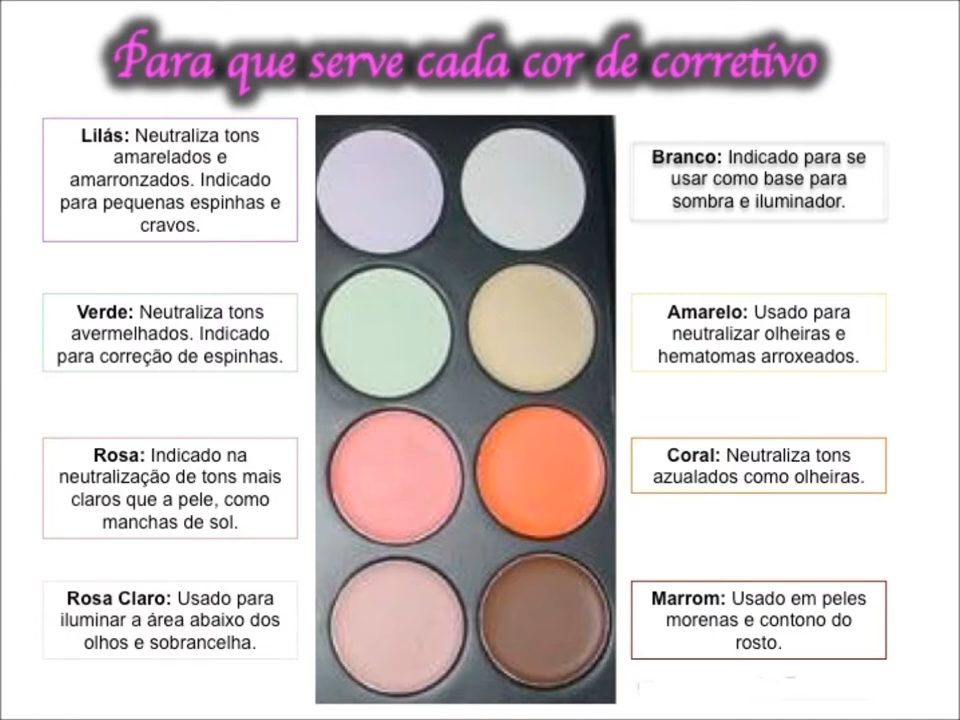 Para que serve cada cor de corretivo
Lilás: Neutraliza tons
amarelados e
amarronzados. Indicado
para pequenas espinhas e
cravos.
Branco: Indicado para se
usar como base para
sombra e iluminador.
Verde: Neutraliza tons
avermelhados. Indicado
para correção de espinhas.
Amarelo: Usado para
neutralizar olheiras e
hematomas arroxeados.
Rosa: Indicado na
neutralização de tons mais
claros que a pele, como
manchas de sol.
Coral: Neutraliza tons
azualados como olheiras.
Rosa Claro: Usado para
iluminar a área abaixo dos
olhos e sobrancelha.
Marrom: Usado em peles
morenas e contono do
rosto.